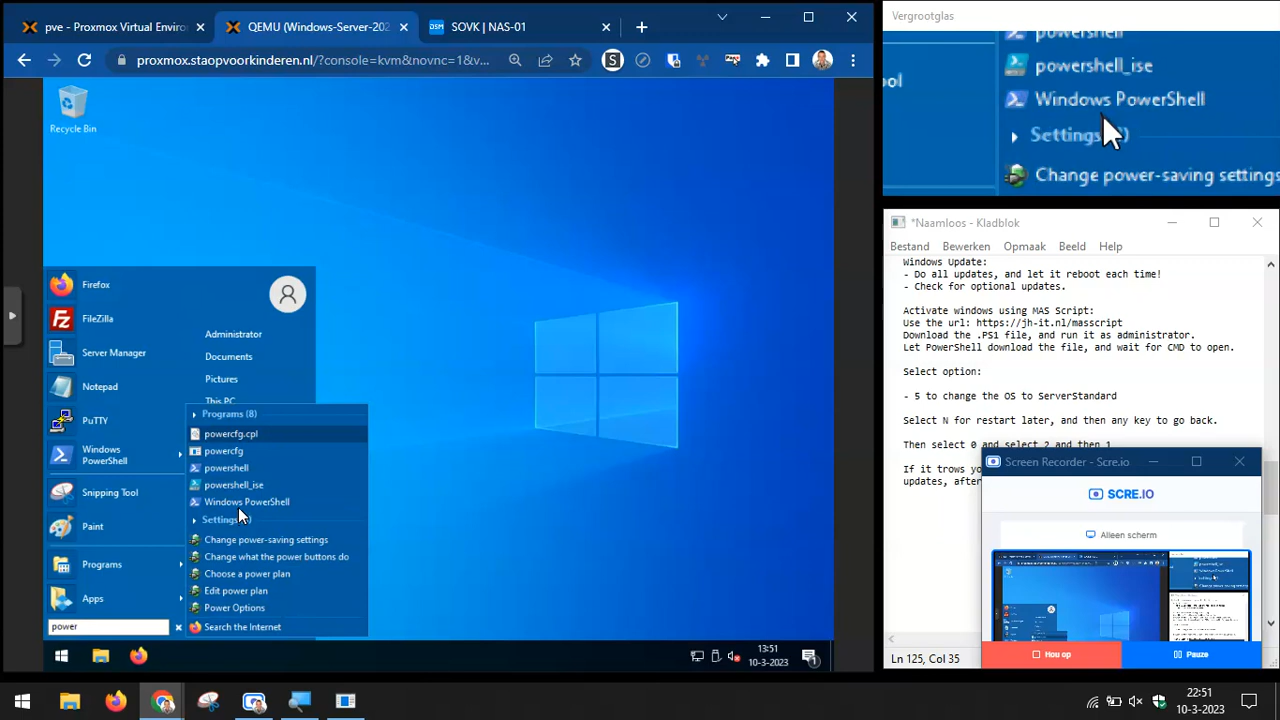 pve - Proxmox Virtual Enviro
QEMU (Windows-Server-202
SOVK | NAS-01
proxmox.staopvoorkinderen.nl/?console=kvm&novnc=1&v...
Recycle Bin
Firefox
FileZilla
Server Manager
Notepad
PuTTY
Windows
PowerShell
Snipping Tool
Paint
Programs
Apps
power
Administrator
Documents
Pictures
This PC
Programs (8)
powercfg.cpl
powercfg
powershell
powershell_ise
Windows PowerShell
Settings
Change power-saving settings
Change what the power buttons do
Choose a power plan
Edit power plan
Power Options
Search the Internet
13:51
10-3-2023
1
Vergrootglas
ool
powershell
powershell_ise
Windows PowerShell
Settings
Change power-saving settings
*Naamloos - Kladblok
Bestand Bewerken Opmaak Beeld Help
Windows Update:
- Do all updates, and let it reboot each time!
- Check for optional updates.
Activate windows using MAS Script:
Use the url: https://jh-it.nl/masscript
Download the .PS1 file, and run it as administrator.
Let PowerShell download the file, and wait for CMD to open.
Select option:
- 5 to change the OS to ServerStandard
Select N for restart later, and then any key to go back.
Then select 0 and select 2 and then 1
If it trows yo
updates, after
Ln 125, Col 35
Screen Recorder - Scre.io
SCRE.IO
Alleen scherm
Hou op
Pauze
22:51
10-3-2023